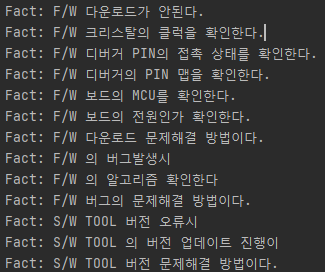 Fact: F/W 다운로드가 안된다.
Fact: F/W 크리스탈의 클럭을 확인한다.
Fact: F/W 디버거 PIN의 접촉 상태를 확인한다.
Fact: F/W 디버거의 PIN 맵을 확인한다.
Fact: F/W 보드의 MCU를 확인한다.
Fact: F/W 보드의 전원인가 확인한다.
Fact: F/W 다운로드 문제해결 방법이다.
Fact: F/W 의 버그발생시
Fact: F/W 의 알고리즘 확인한다
Fact: F/W 버그의 문제해결 방법이다.
Fact: S/W TOOL 버전 오류시
Fact: S/W TOOL 의 버전 업데이트 진행이
Fact: S/W TOOL 버전 문제해결 방법이다.